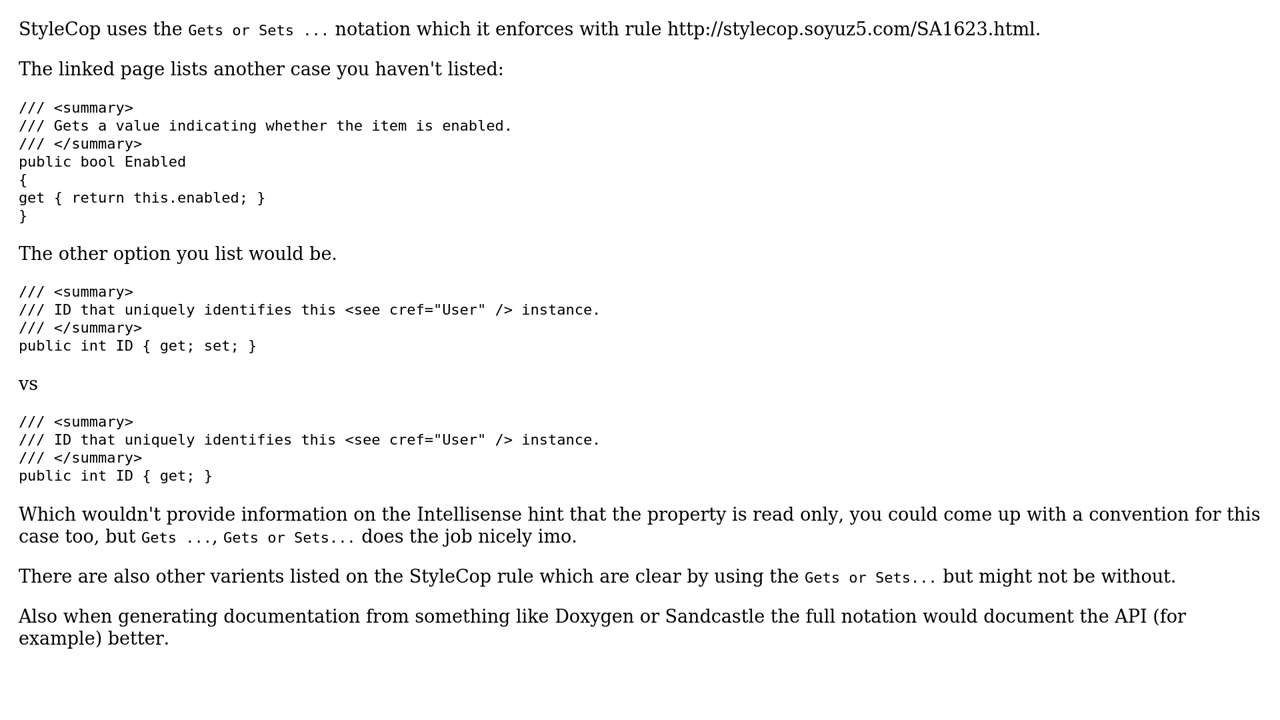 StyleCop uses the Gets or Sets ... notation which it enforces with rule http://stylecop.soyuz5.com/SA1623.html.
The linked page lists another case you haven't listed:
/// <summary>
/// Gets a value indicating whether the item is enabled.
/// </summary>
public bool Enabled
{
get { return this.enabled; }
}
The other option you list would be.
/// <summary>
/// ID that uniquely identifies this <see cref="User" /> instance.
/// </summary>
public int ID { get; set; }
vs
/// <summary>
/// ID that uniquely identifies this <see cref="User" /> instance.
/// </summary>
public int ID { get; }
Which wouldn't provide information on the Intellisense hint that the property is read only, you could come up with a convention for this
case too, but Gets ..., Gets or Sets... does the job nicely imo.
There are also other varients listed on the StyleCop rule which are clear by using the Gets or Sets... but might not be without.
Also when generating documentation from something like Doxygen or Sandcastle the full notation would document the API (for
example) better.